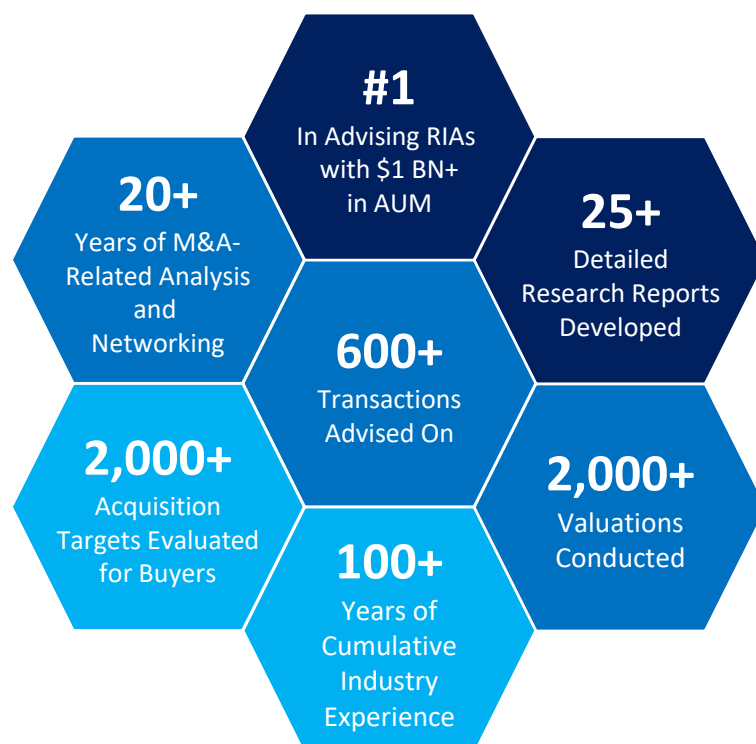 #1
In Advising RIAs
with $1 BN+
in AUM
20+
Years of M&A-
Related Analysis
and
Networking
25+
Detailed
Research Reports
Developed
600+
Transactions
Advised On
2,000+
Acquisition
Targets Evaluated
for Buyers
2,000+
Valuations
Conducted
100+
Years of
Cumulative
Industry
Experience